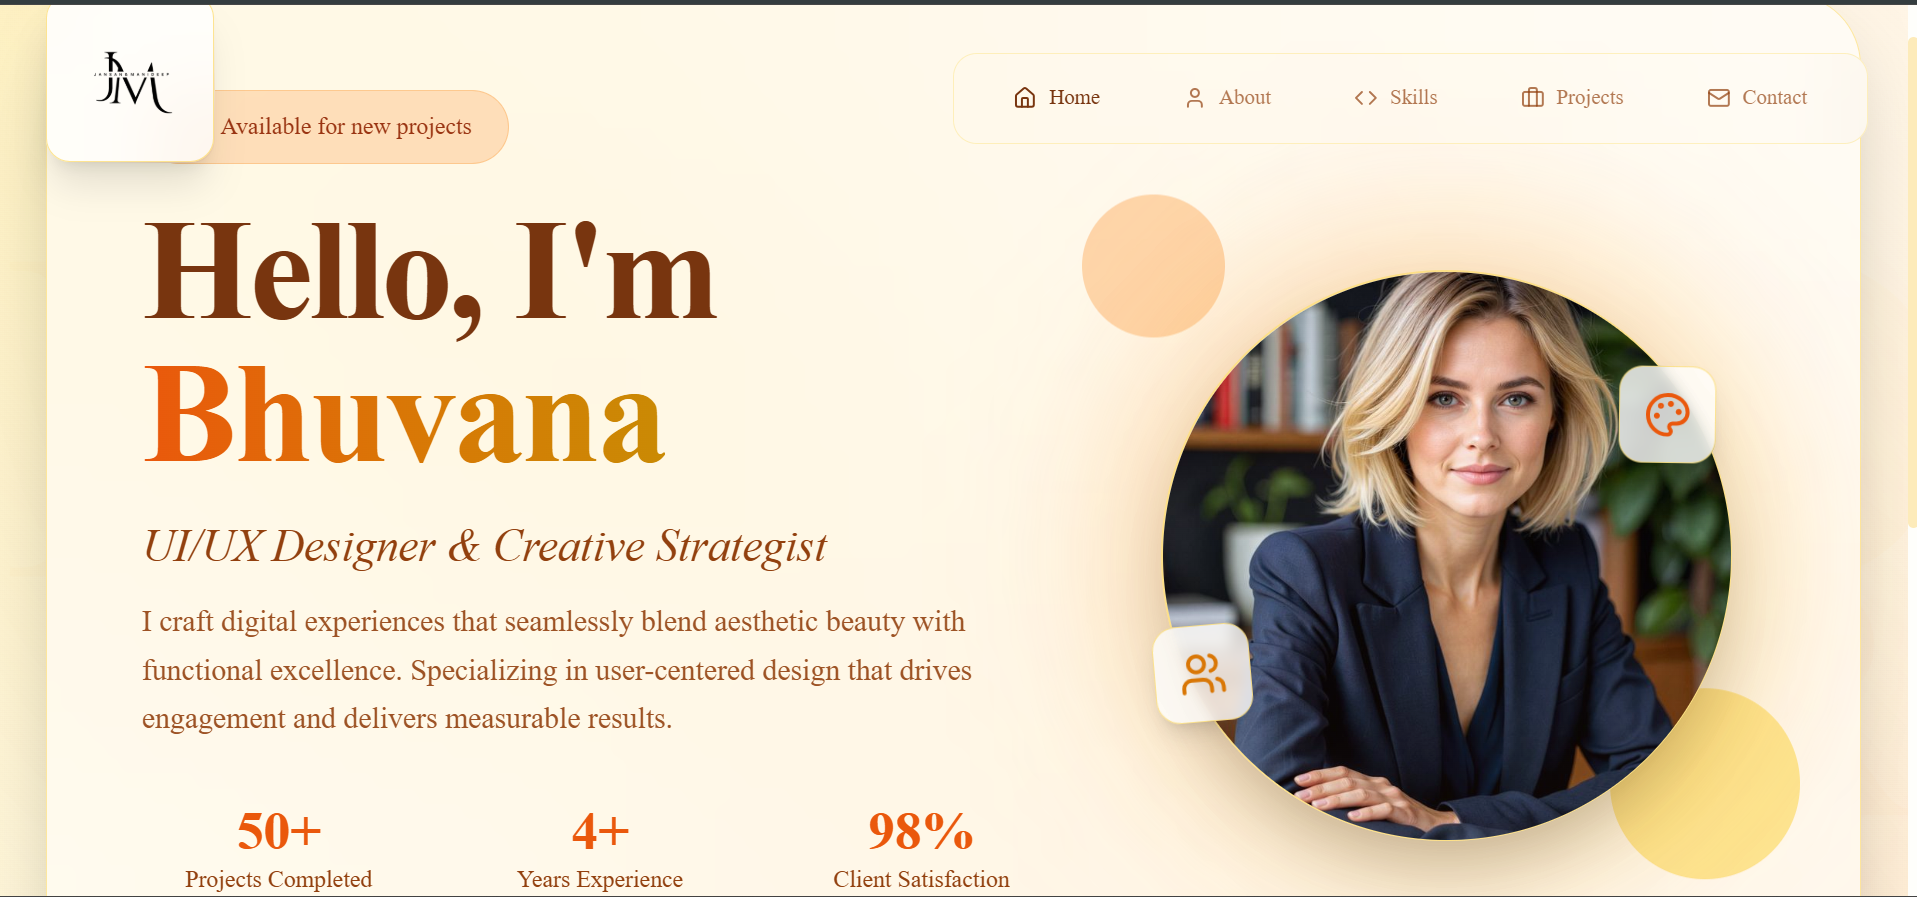 JM
JANSAN&MANIDEEP
Home
About
Skills
Projects
Contact
Available for new projects
Hello, I'm
Bhuvana
UI/UX Designer & Creative Strategist
I craft digital experiences that seamlessly blend aesthetic beauty with
functional excellence. Specializing in user-centered design that drives
engagement and delivers measurable results.
50+
Projects Completed
4+
Years Experience
98%
Client Satisfaction